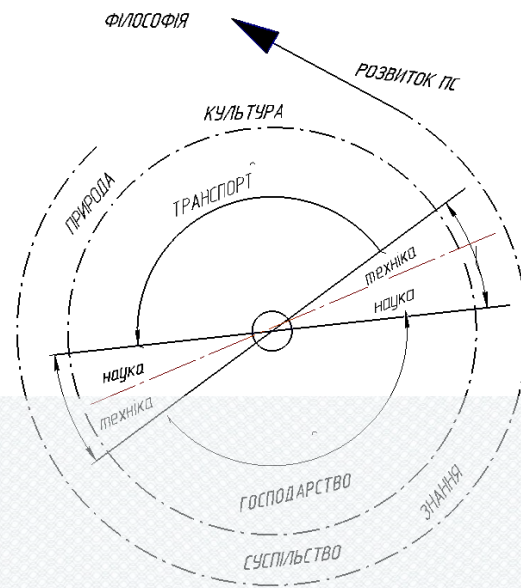 ФІЛОСОФІЯ
РОЗВИТОК ПС
КУЛЬТУРА
ПРИРОДА
ТРАНСПОРТ
техніка
наука
наука
техніка
ГОСПОДАРСТВО
ЗНАННЯ
СУСПІЛЬСТВО